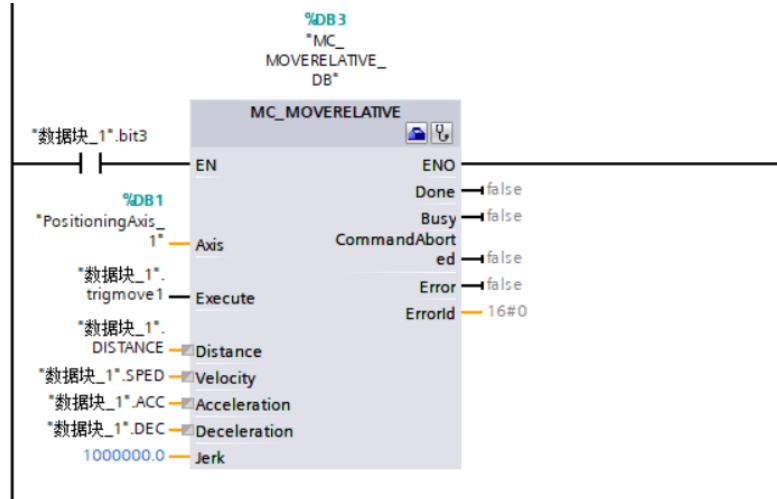 %DB3
"MC_
MOVERELATIVE_
DB"
MC_MOVERELATIVE
"数据块_1".bit3
EN
ENO
Done
false
%DB1
"PositioningAxis_
1"
Axis
Busy
false
CommandAbort
ed
false
"数据块_1".
trigmove1
Execute
Error
false
ErrorId
16#0
"数据块_1".
DISTANCE
Distance
"数据块_1".SPED
Velocity
"数据块_1".ACC
Acceleration
"数据块_1".DEC
Deceleration
1000000.0
Jerk